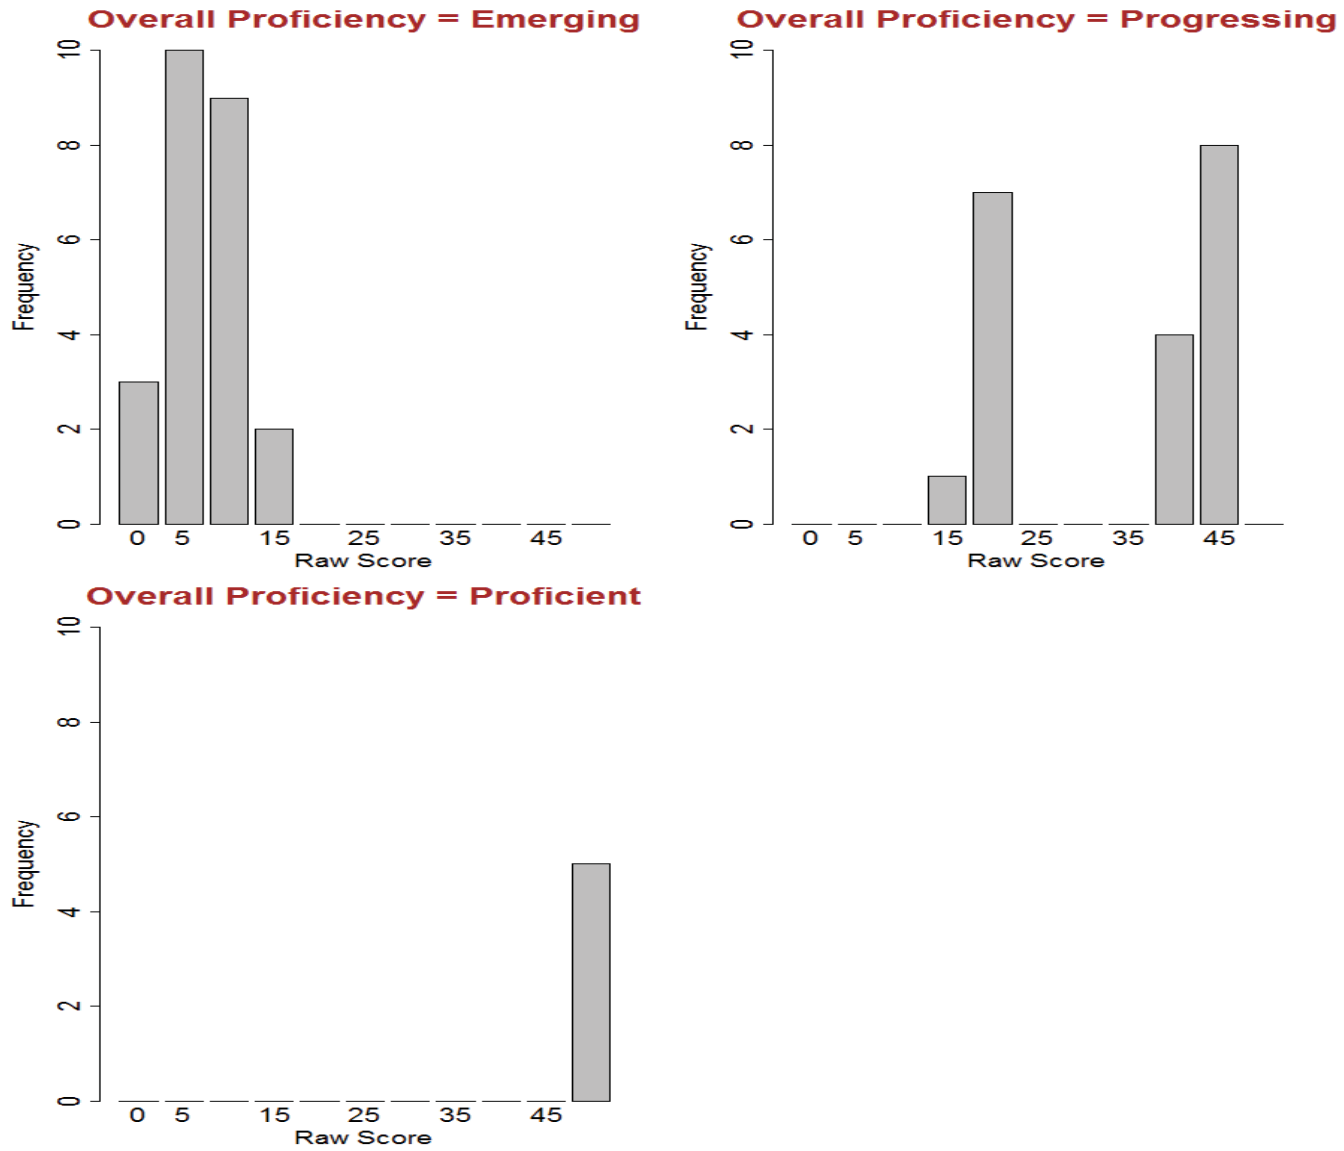 Overall Proficiency = Emerging
10
8
6
4
2
0
Frequency
0 5 15 25 35 45
Raw Score
Overall Proficiency = Progressing
10
8
6
4
2
0
Frequency
0 5 15 25 35 45
Raw Score
Overall Proficiency = Proficient
10
8
6
4
2
0
Frequency
0 5 15 25 35 45
Raw Score